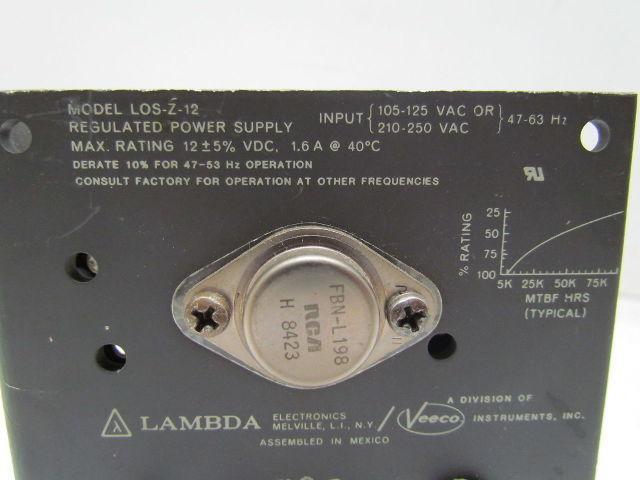 MODEL LOS-Z-12
REGULATED POWER SUPPLY
MAX. RATING 12 ± 5% VDC, 1.6 A @ 40°C
DERATE 10% FOR 47-53 Hz OPERATION
CONSULT FACTORY FOR OPERATION AT OTHER FREQUENCIES
INPUT { 105-125 VAC OR } 47-63 Hz
210-250 VAC
% RATING
25
50
75
100
5K 25K 50K 75K
MTBF HRS
(TYPICAL)
FBN-L198
RCA
H 8423
λ LAMBDA ELECTRONICS
MELVILLE, L.I., N.Y. / Veeco
A DIVISION OF
INSTRUMENTS, INC.
ASSEMBLED IN MEXICO